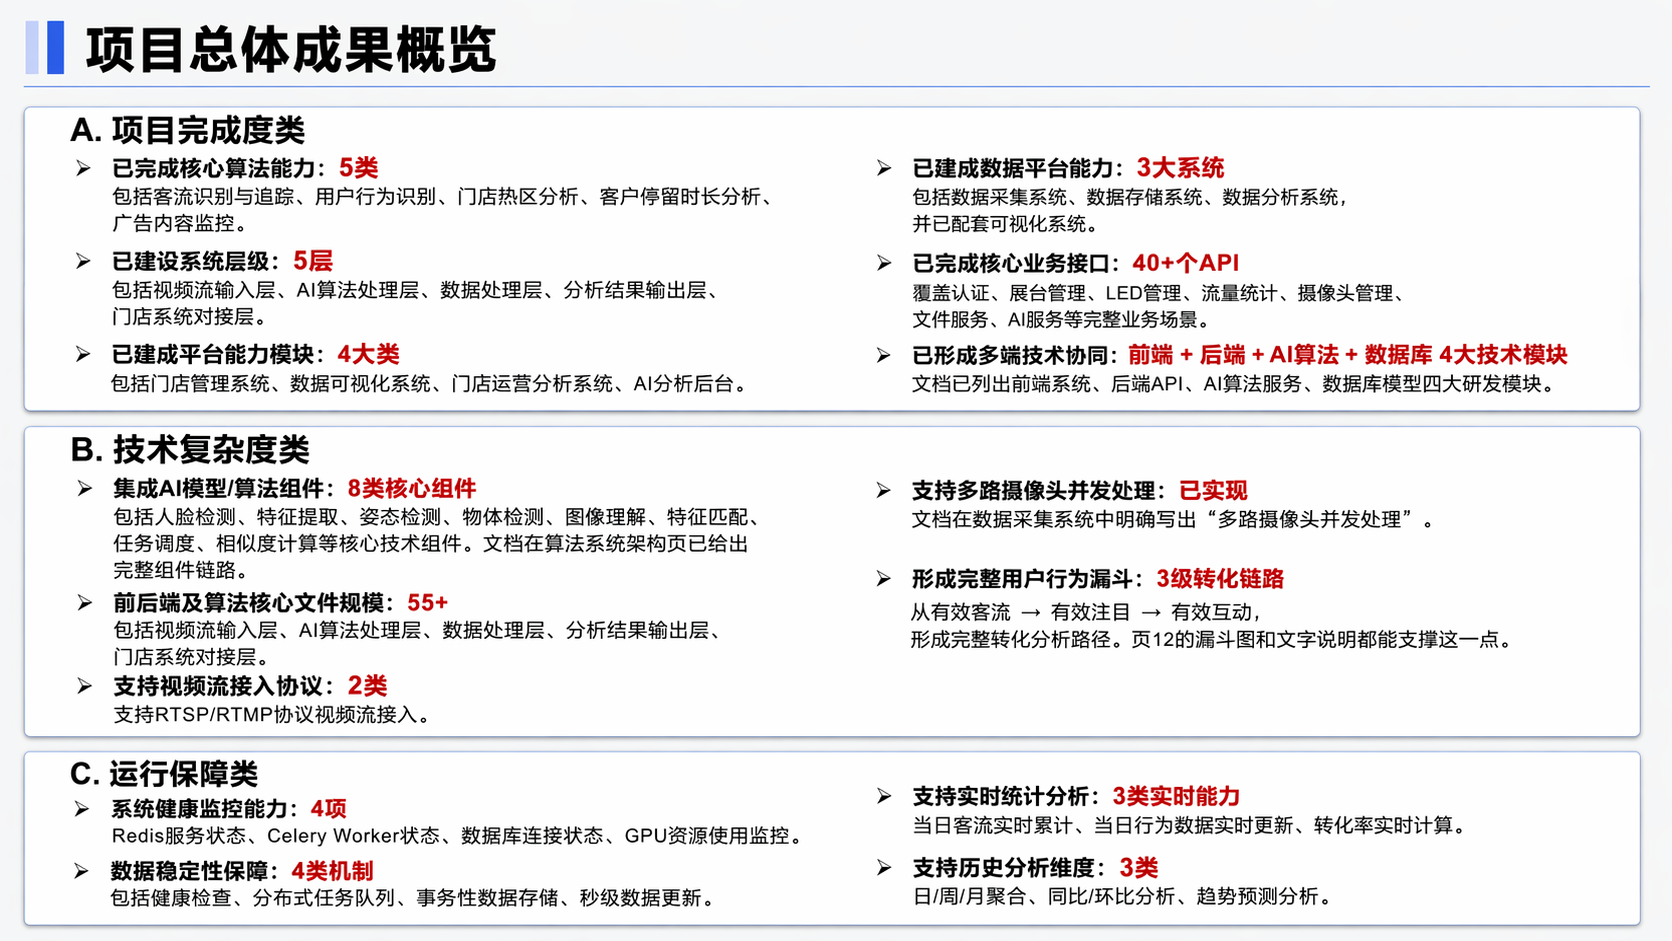 项目总体成果概览
A. 项目完成度类
➢ 已完成核心算法能力：5类
包括客流识别与追踪、用户行为识别、门店热区分析、客户停留时长分析、
广告内容监控。
➢ 已建设系统层级：5层
包括视频流输入层、AI算法处理层、数据处理层、分析结果输出层、
门店系统对接层。
➢ 已建成平台能力模块：4大类
包括门店管理系统、数据可视化系统、门店运营分析系统、AI分析后台。
➢ 已建成数据平台能力：3大系统
包括数据采集系统、数据存储系统、数据分析系统，
并已配套可视化系统。
➢ 已完成核心业务接口：40+个API
覆盖认证、展台管理、LED管理、流量统计、摄像头管理、
文件服务、AI服务等完整业务场景。
➢ 已形成多端技术协同：前端 + 后端 + AI算法 + 数据库 4大技术模块
文档已列出前端系统、后端API、AI算法服务、数据库模型四大研发模块。
B. 技术复杂度类
➢ 集成AI模型/算法组件：8类核心组件
包括人脸检测、特征提取、姿态检测、物体检测、图像理解、特征匹配、
任务调度、相似度计算等核心技术组件。文档在算法系统架构页已给出
完整组件链路。
➢ 前后端及算法核心文件规模：55+
包括视频流输入层、AI算法处理层、数据处理层、分析结果输出层、
门店系统对接层。
➢ 支持视频流接入协议：2类
支持RTSP/RTMP协议视频流接入。
➢ 支持多路摄像头并发处理：已实现
文档在数据采集系统中明确写出“多路摄像头并发处理”。
➢ 形成完整用户行为漏斗：3级转化链路
从有效客流 → 有效注目 → 有效互动，
形成完整转化分析路径。页12的漏斗图和文字说明都能支撑这一点。
C. 运行保障类
➢ 系统健康监控能力：4项
Redis服务状态、Celery Worker状态、数据库连接状态、GPU资源使用监控。
➢ 数据稳定性保障：4类机制
包括健康检查、分布式任务队列、事务性数据存储、秒级数据更新。
➢ 支持实时统计分析：3类实时能力
当日客流实时累计、当日行为数据实时更新、转化率实时计算。
➢ 支持历史分析维度：3类
日/周/月聚合、同比/环比分析、趋势预测分析。